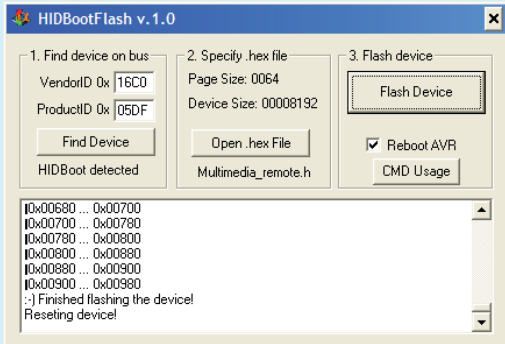 HIDBootFlash v.1.0
1. Find device on bus
VendorID 0x 16C0
ProductID 0x 05DF
Find Device
HIDBoot detected
2. Specify .hex file
Page Size: 0064
Device Size: 00008192
Open .hex File
Multimedia_remote.h
3. Flash device
Flash Device
Reboot AVR
CMD Usage
|0x00680 ... 0x00700
|0x00700 ... 0x00780
|0x00780 ... 0x00800
|0x00800 ... 0x00880
|0x00880 ... 0x00900
|0x00900 ... 0x00980
:-) Finished flashing the device!
Reseting device!